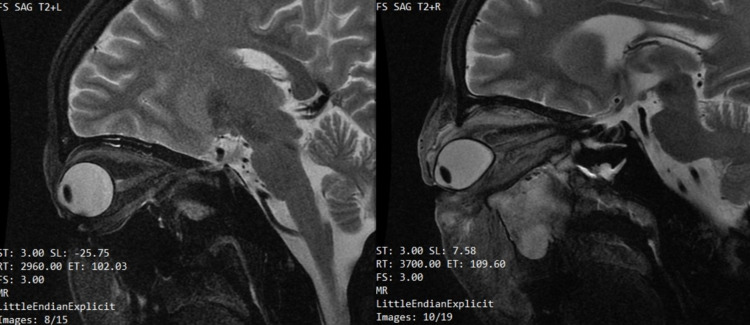 FS SAG T2+L
ST: 3.00 SL: -25.75
RT: 2960.00 ET: 102.03
FS: 3.00
MR
LittleEndianExplicit
Images: 8/15
FS SAG T2+R
ST: 3.00 SL: 7.58
RT: 3700.00 ET: 109.60
FS: 3.00
MR
LittleEndianExplicit
Images: 10/19